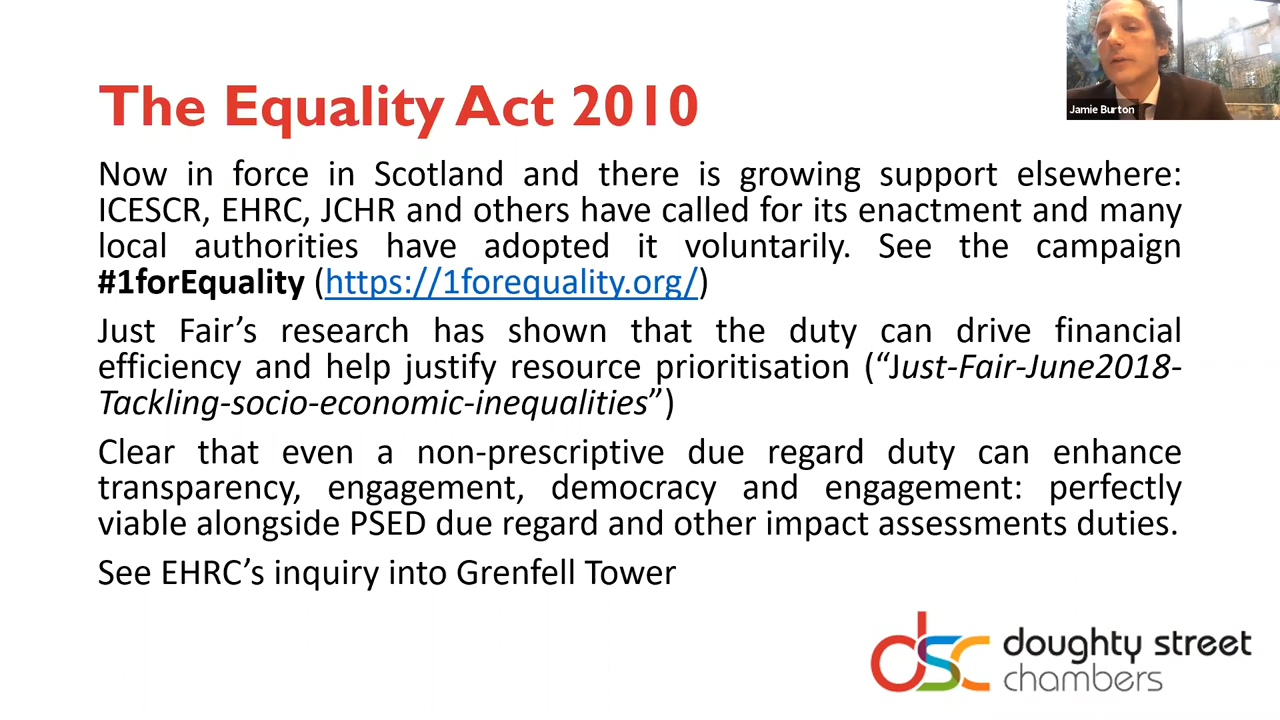 Jamie Burton
The Equality Act 2010
Now in force in Scotland and there is growing support elsewhere:
ICESCR, EHRC, JCHR and others have called for its enactment and many
local authorities have adopted it voluntarily. See the campaign
#1forEquality (https://1forequality.org/)
Just Fair’s research has shown that the duty can drive financial
efficiency and help justify resource prioritisation (“Just-Fair-June2018-
Tackling-socio-economic-inequalities”)
Clear that even a non-prescriptive due regard duty can enhance
transparency, engagement, democracy and engagement: perfectly
viable alongside PSED due regard and other impact assessments duties.
See EHRC’s inquiry into Grenfell Tower
dsc doughty street
chambers